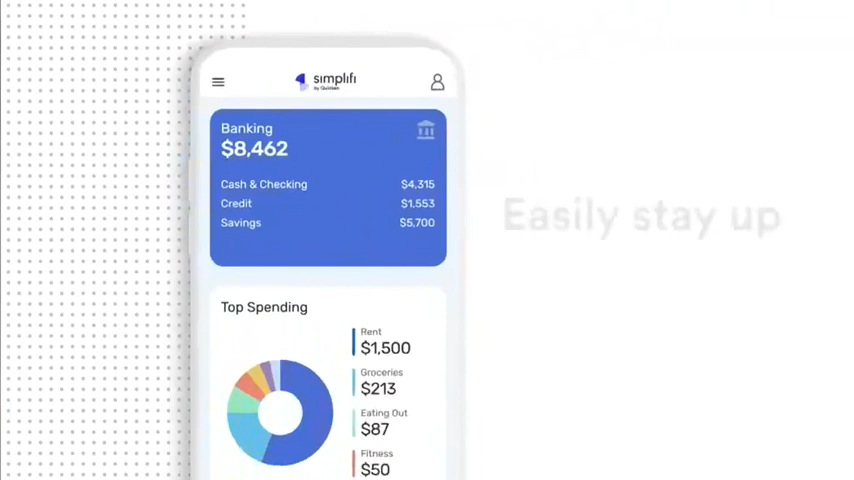 simplifi
by Quicken
Banking
$8,462
Cash & Checking $4,315
Credit $1,553
Savings $5,700
Easily stay up
Top Spending
Rent
$1,500
Groceries
$213
Eating Out
$87
Fitness
$50